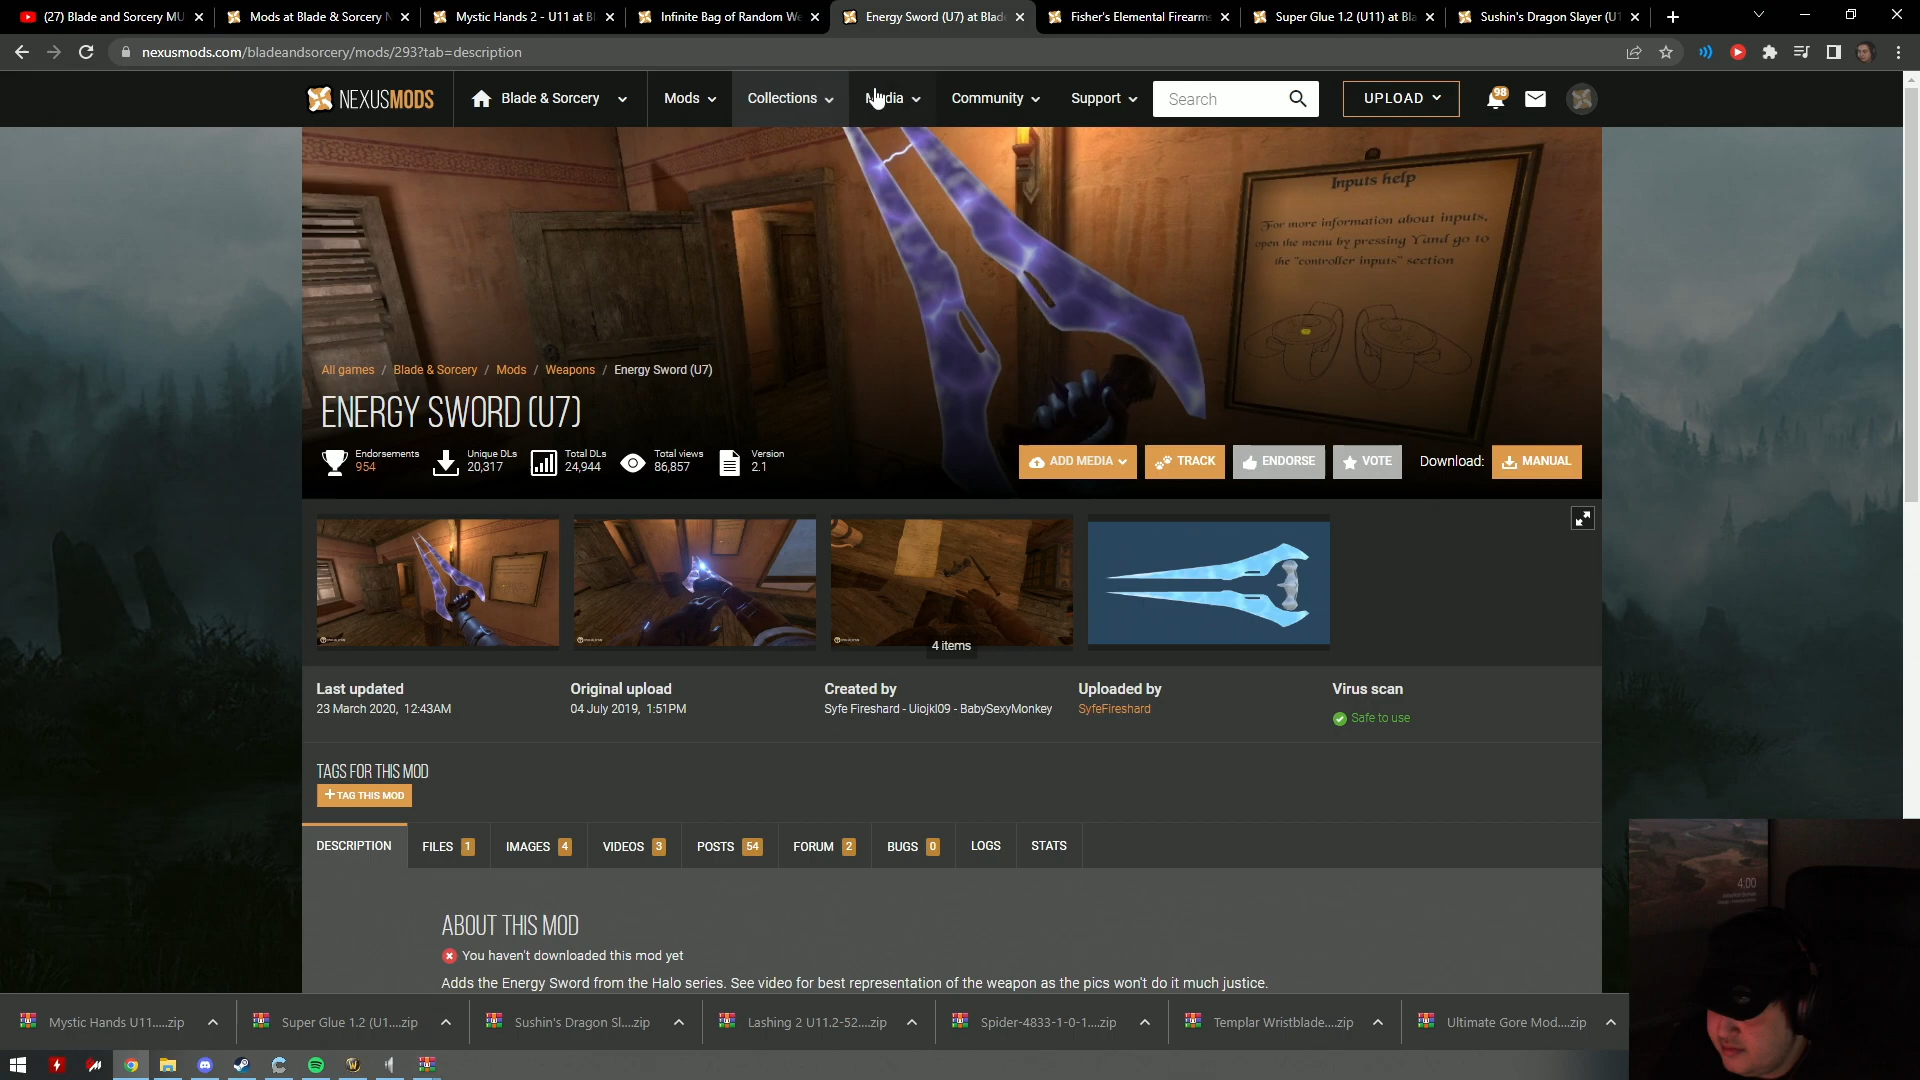 (27) Blade and Sorcery MU
Mods at Blade & Sorcery N
Mystic Hands 2 - U11 at Bl
Infinite Bag of Random We
Energy Sword (U7) at Blade
Fisher's Elemental Firearms
Super Glue 1.2 (U11) at Bla
Sushin's Dragon Slayer (U1
nexusmods.com/bladeandsorcery/mods/293?tab=description
NEXUSMODS
Blade & Sorcery
Mods
Collections
Media
Community
Support
Search
UPLOAD
98
Inputs help
For more information about inputs,
open the menu by pressing Y and go to
the "controller inputs" section
All games / Blade & Sorcery / Mods / Weapons / Energy Sword (U7)
ENERGY SWORD (U7)
Endorsements
954
Unique DLs
20,317
Total DLs
24,944
Total views
86,857
Version
2.1
ADD MEDIA
TRACK
ENDORSE
VOTE
Download:
MANUAL
4 items
Last updated
23 March 2020, 12:43AM
Original upload
04 July 2019, 1:51PM
Created by
Syfe Fireshard - Uiojkl09 - BabySexyMonkey
Uploaded by
SyfeFireshard
Virus scan
Safe to use
TAGS FOR THIS MOD
+ TAG THIS MOD
DESCRIPTION
FILES 1
IMAGES 4
VIDEOS 3
POSTS 54
FORUM 2
BUGS 0
LOGS
STATS
ABOUT THIS MOD
You haven't downloaded this mod yet
Adds the Energy Sword from the Halo series. See video for best representation of the weapon as the pics won't do it much justice.
4:00
Mystic Hands U11.....zip
Super Glue 1.2 (U1....zip
Sushin's Dragon Sl....zip
Lashing 2 U11.2-52....zip
Spider-4833-1-0-1....zip
Templar Wristblade....zip
Ultimate Gore Mod....zip